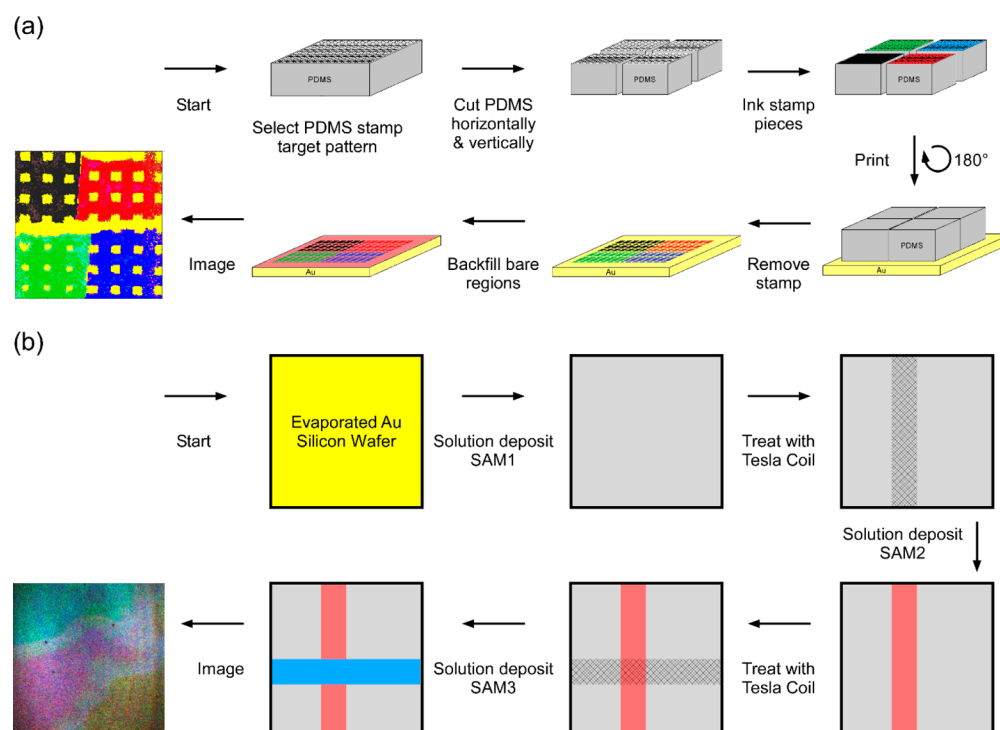 (a)
Start
PDMS
Select PDMS stamp
target pattern
Cut PDMS
horizontally
& vertically
PDMS
Ink stamp
pieces
PDMS
Print
180°
PDMS
Au
Remove
stamp
Au
Backfill bare
regions
Au
Image
(b)
Start
Evaporated Au
Silicon Wafer
Solution deposit
SAM1
Treat with
Tesla Coil
Solution deposit
SAM2
Treat with
Tesla Coil
Solution deposit
SAM3
Image